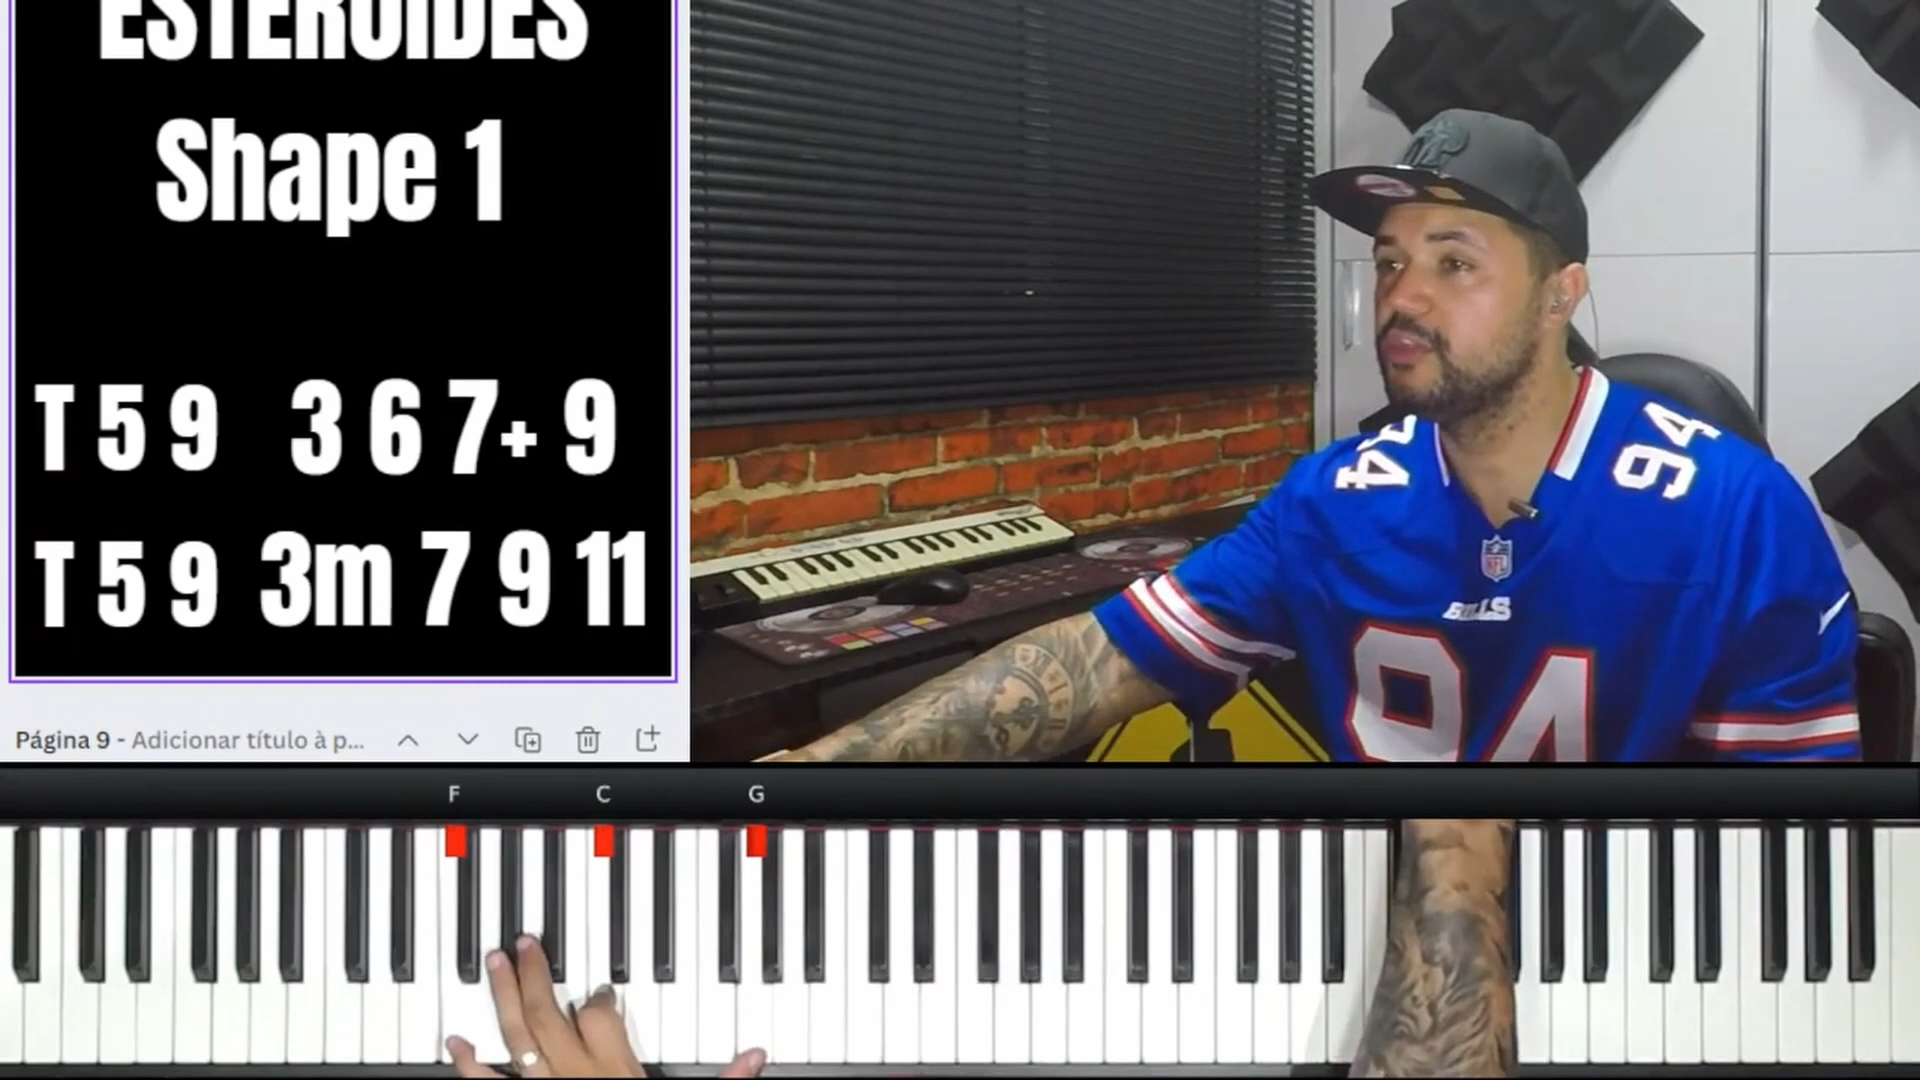 ESTEROIDES
Shape 1
T 5 9 3 6 7+ 9
T 5 9 3m 7 9 11
Página 9 - Adicionar título à p...
F C G
94
94
BILLS
NFL
94